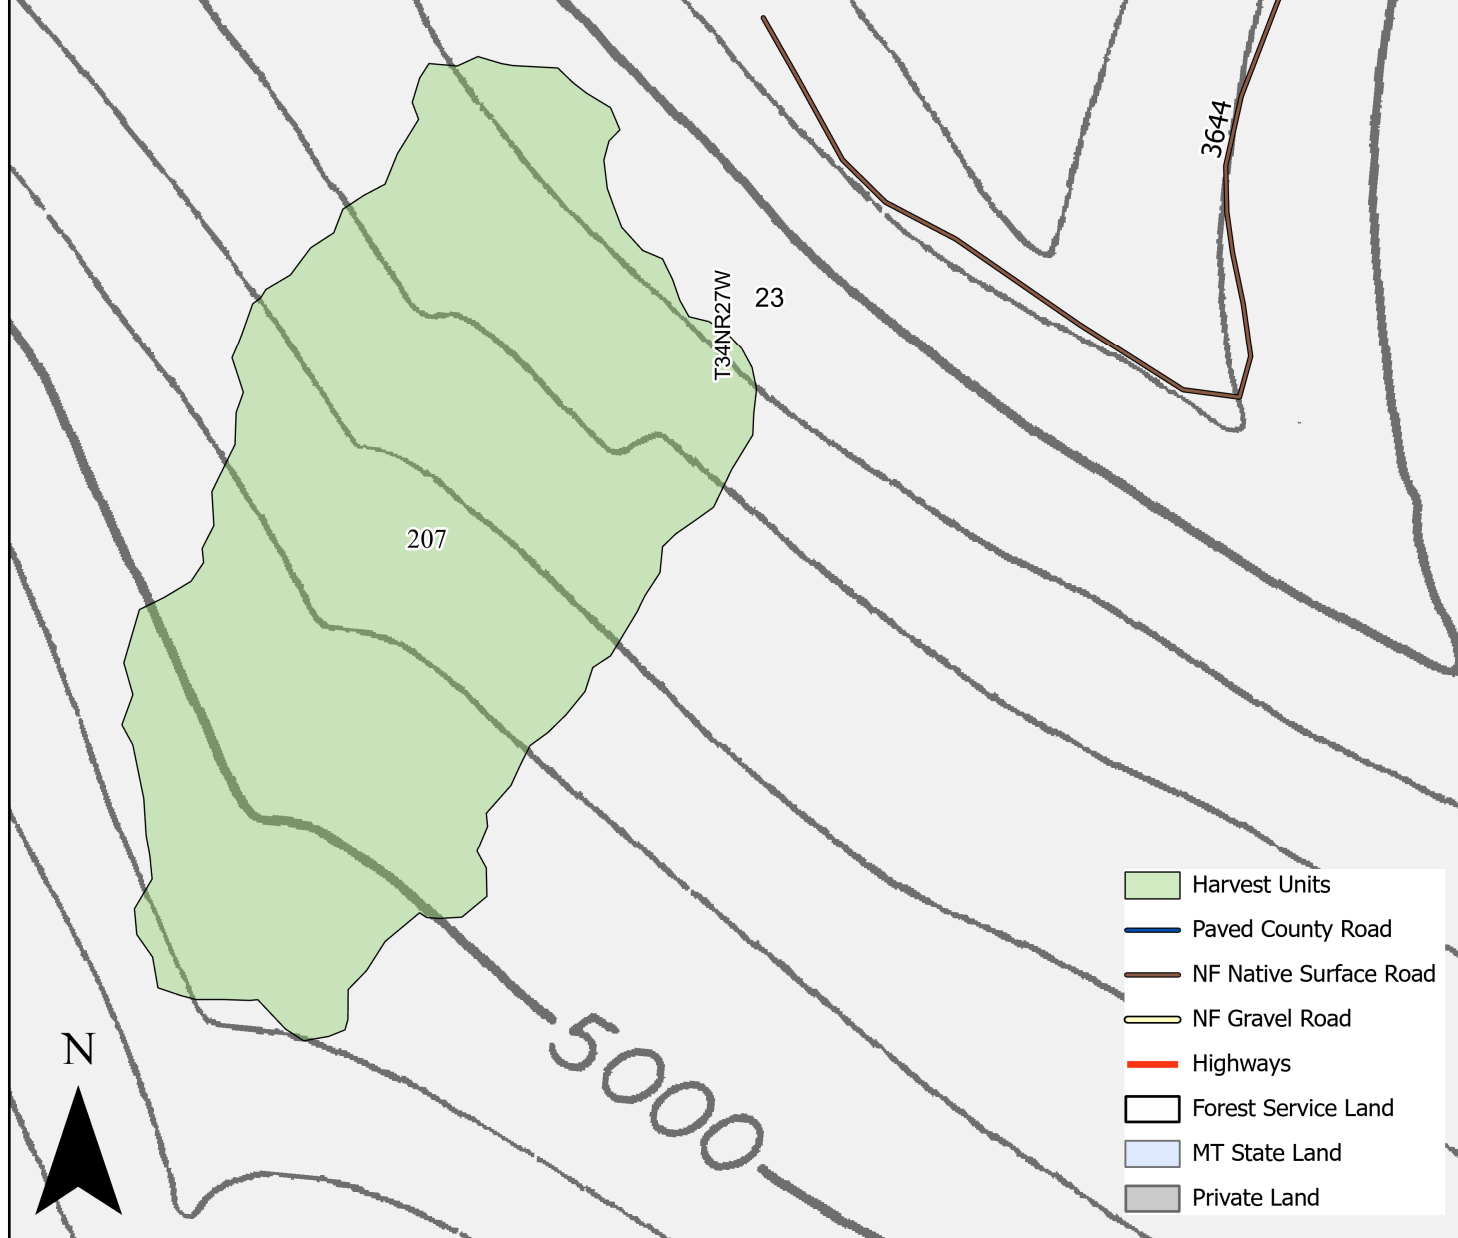 3644
T34NR27W
23
207
5000
N
Harvest Units
Paved County Road
NF Native Surface Road
NF Gravel Road
Highways
Forest Service Land
MT State Land
Private Land